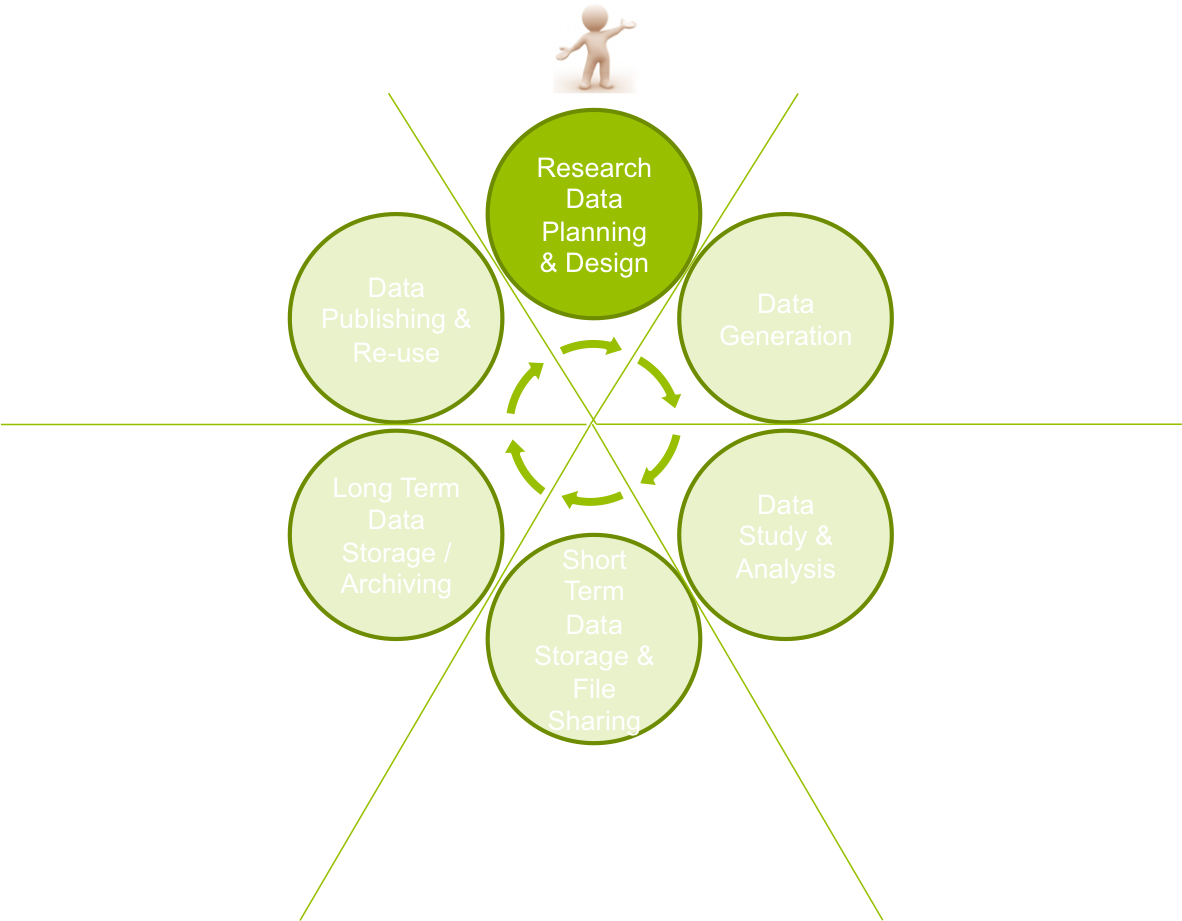 Research
Data
Planning
& Design
Data
Generation
Data
Study &
Analysis
Short
Term
Data
Storage &
File
Sharing
Long Term
Data
Storage /
Archiving
Data
Publishing &
Re-use